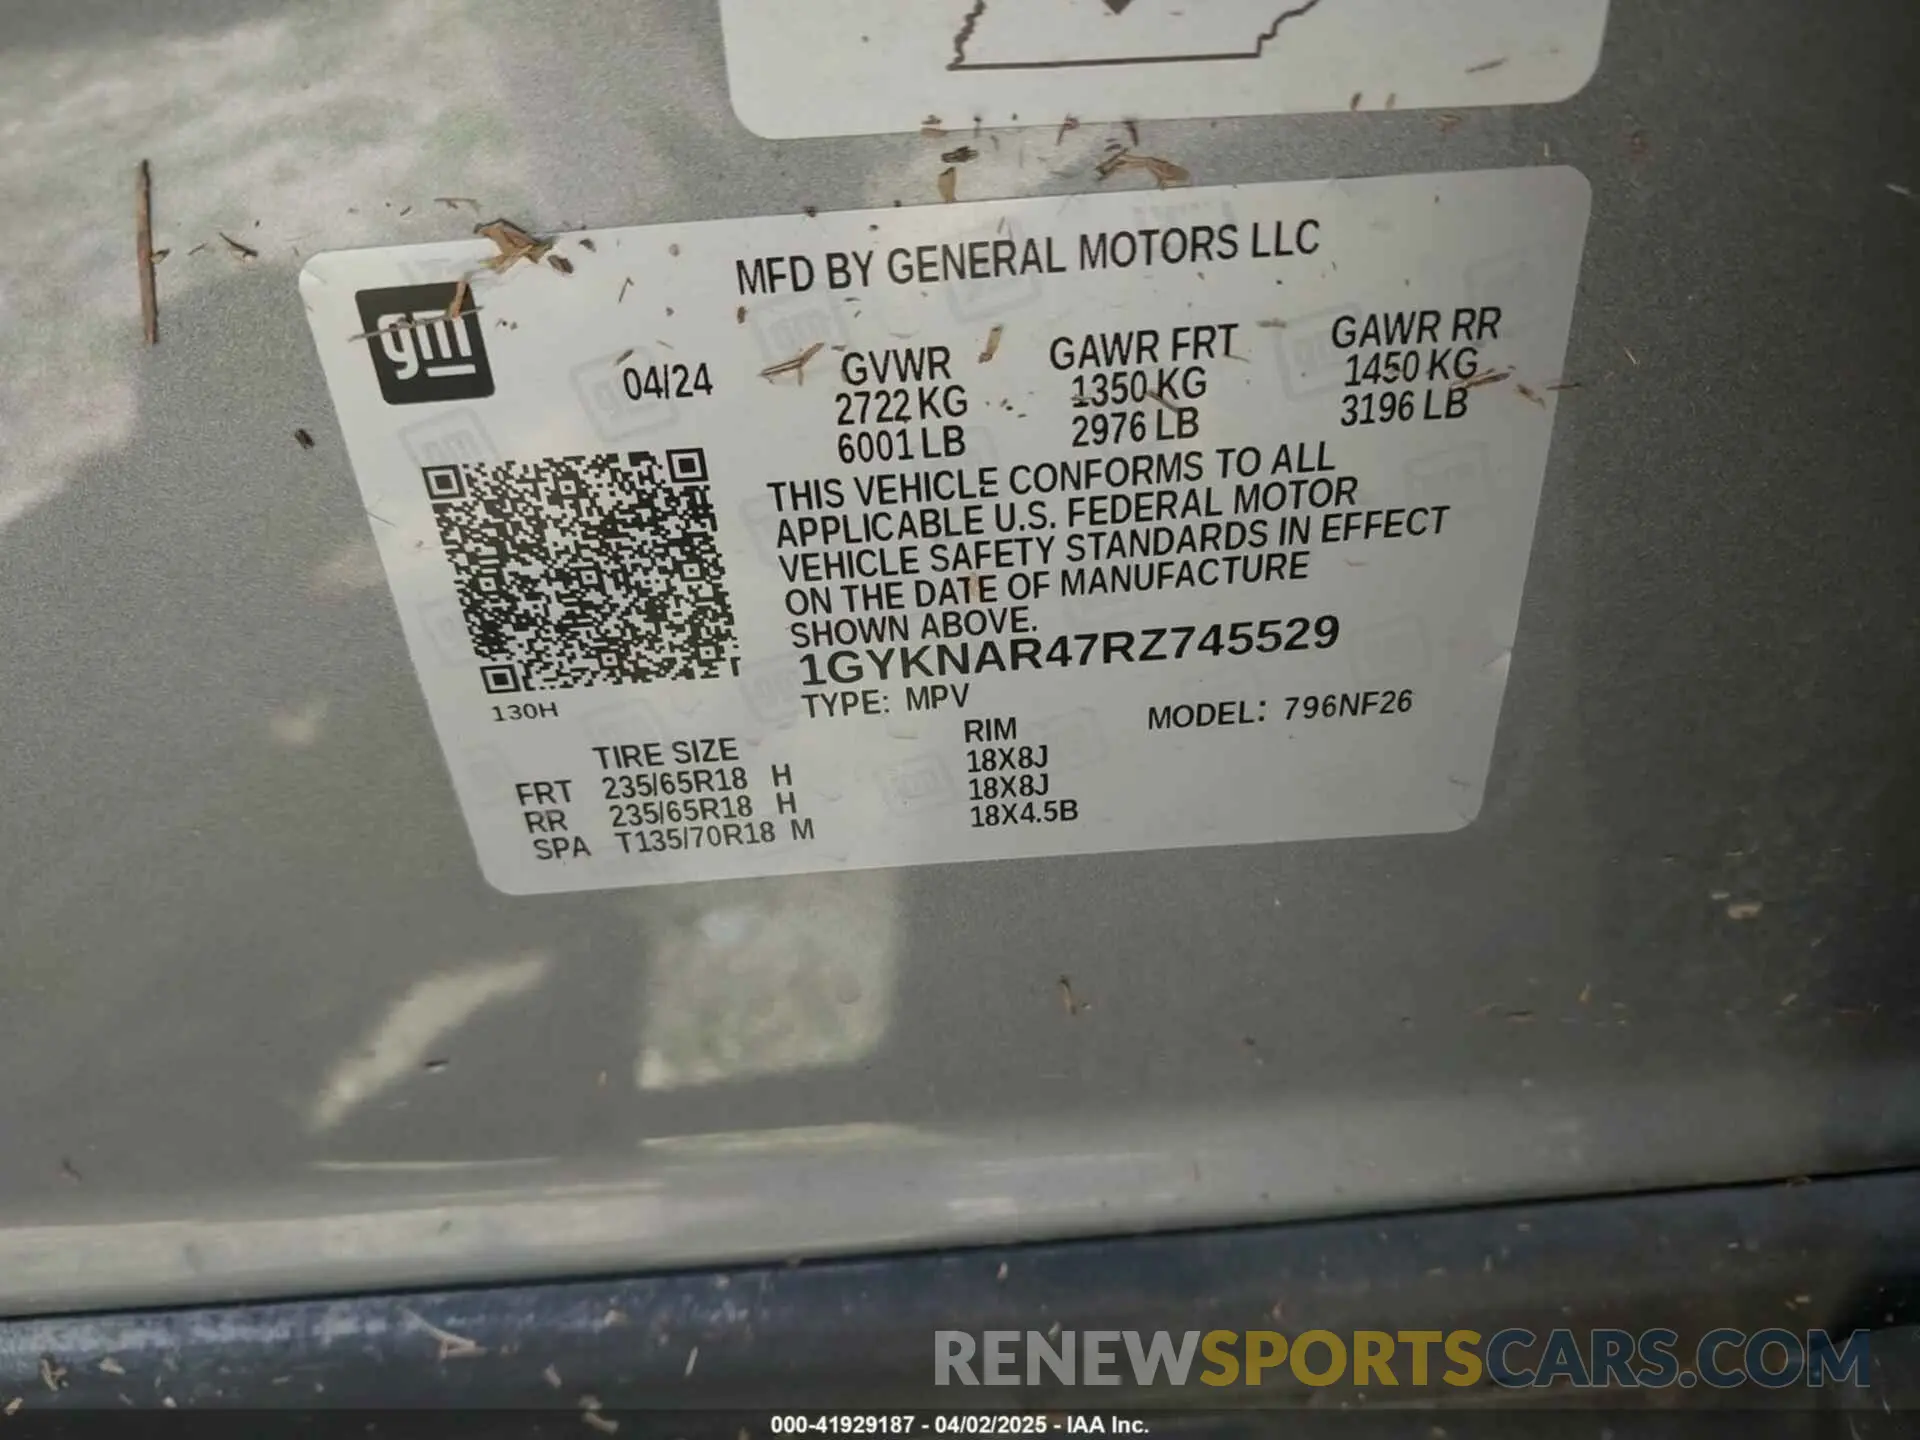 MFD BY GENERAL MOTORS LLC
gm
04/24
GVWR GAWR FRT GAWR RR
2722 KG 1350 KG 1450 KG
6001 LB 2976 LB 3196 LB
THIS VEHICLE CONFORMS TO ALL
APPLICABLE U.S. FEDERAL MOTOR
VEHICLE SAFETY STANDARDS IN EFFECT
ON THE DATE OF MANUFACTURE
SHOWN ABOVE.
1GYKNAR47RZ745529
130H
TYPE: MPV MODEL: 796NF26
TIRE SIZE RIM
FRT 235/65R18 H 18X8J
RR 235/65R18 H 18X8J
SPA T135/70R18 M 18X4.5B
RENEWSPORTSCARS.COM
000-41929187 - 04/02/2025 - IAA Inc.